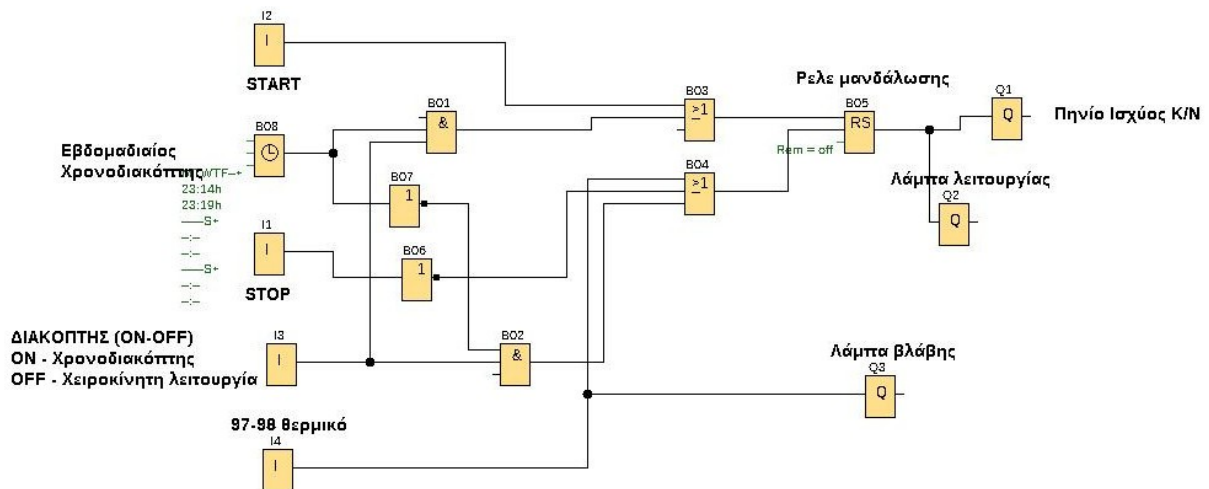 I2
I
START
B01
&
B08
Εβδομαδιαίος
Χρονοδιακόπτης
WTF--+
23:14h
23:19h
-----S+
--:--
--:--
-----S+
--:--
--:--
B07
1
I1
I
STOP
B06
1
B03
>1
B04
>1
Ρελε μανδάλωσης
B05
RS
Rem = off
Q1
Q
Πηνίο Ισχύος Κ/Ν
Λάμπα λειτουργίας
Q2
Q
ΔΙΑΚΟΠΤΗΣ (ON-OFF)
ON - Χρονοδιακόπτης
OFF - Χειροκίνητη λειτουργία
I3
I
B02
&
Λάμπα βλάβης
Q3
Q
97-98 θερμικό
I4
I